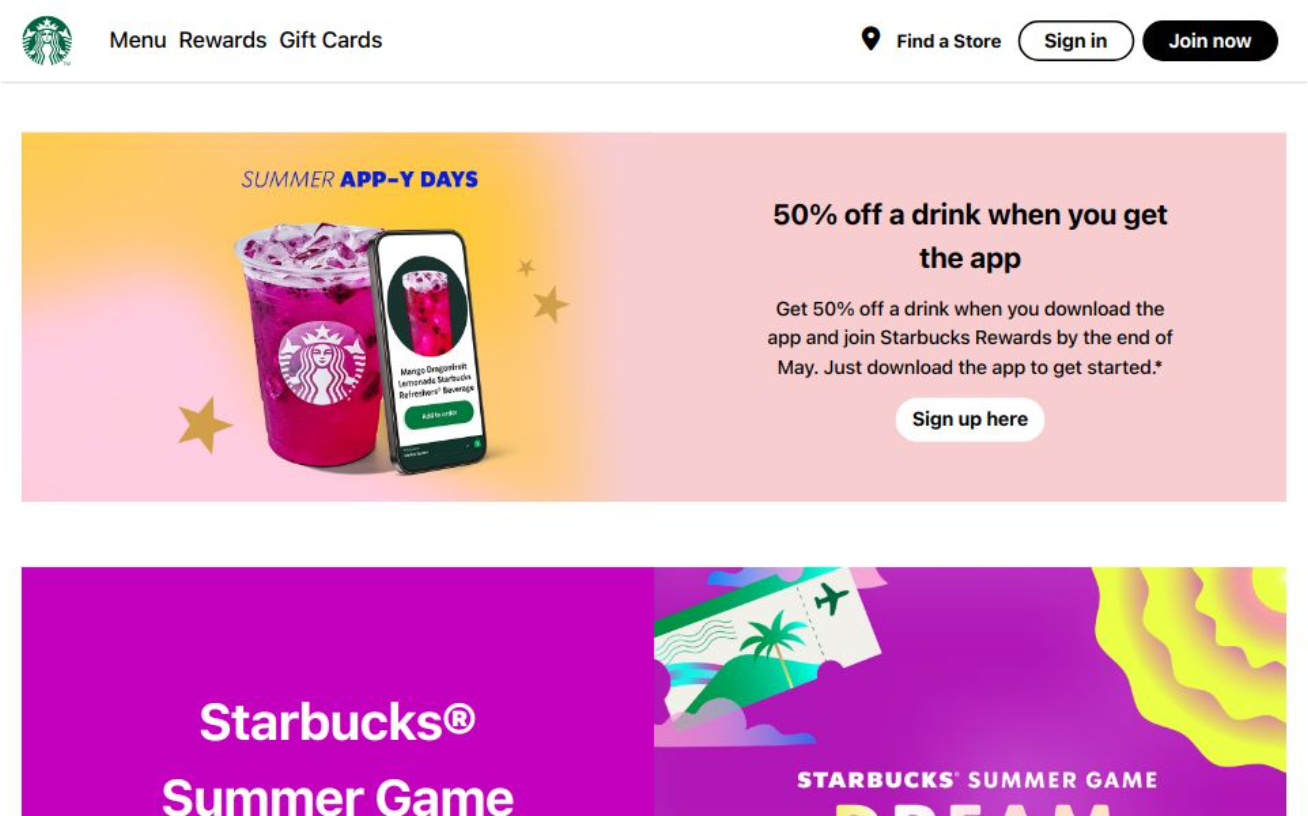 Menu Rewards Gift Cards
Find a Store
Sign in
Join now
SUMMER APP-Y DAYS
Mango Dragonfruit
Lemonade Starbucks
Refreshers® Beverage
Add to order
50% off a drink when you get
the app
Get 50% off a drink when you download the
app and join Starbucks Rewards by the end of
May. Just download the app to get started.*
Sign up here
Starbucks®
Summer Game
STARBUCKS® SUMMER GAME
DREAM